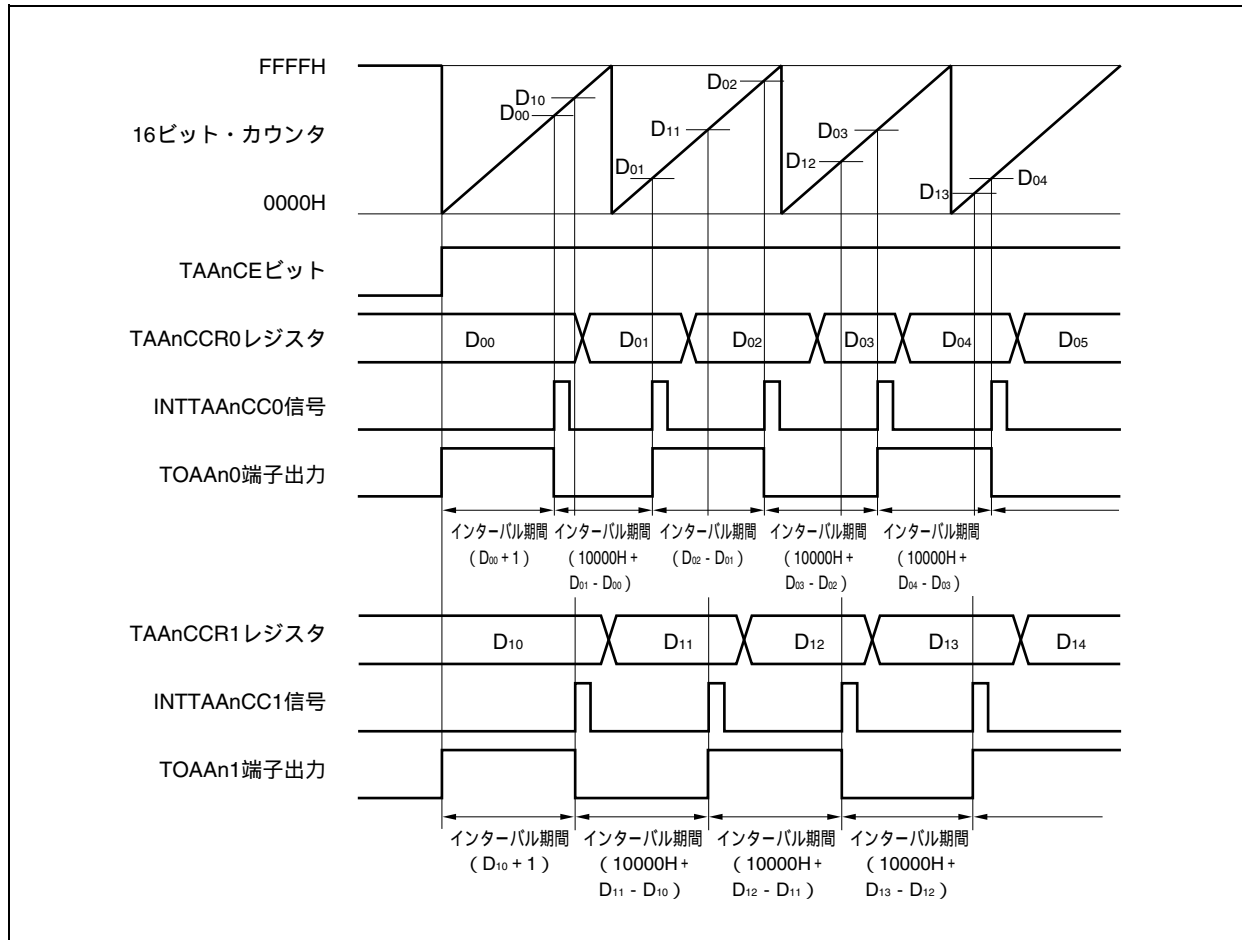 FFFFH
16ビット・カウンタ
0000H
D10
D00
D01
D11
D02
D12
D03
D13
D04
TAAnCEビット
TAAnCCR0レジスタ
D00
D01
D02
D03
D04
D05
INTTAAnCC0信号
TOAAn0端子出力
インターバル期間
（D00 + 1）
インターバル期間
（10000H +
D01 - D00）
インターバル期間
（D02 - D01）
インターバル期間
（10000H +
D03 - D02）
インターバル期間
（10000H +
D04 - D03）
TAAnCCR1レジスタ
D10
D11
D12
D13
D14
INTTAAnCC1信号
TOAAn1端子出力
インターバル期間
（D10 + 1）
インターバル期間
（10000H +
D11 - D10）
インターバル期間
（10000H +
D12 - D11）
インターバル期間
（10000H +
D13 - D12）